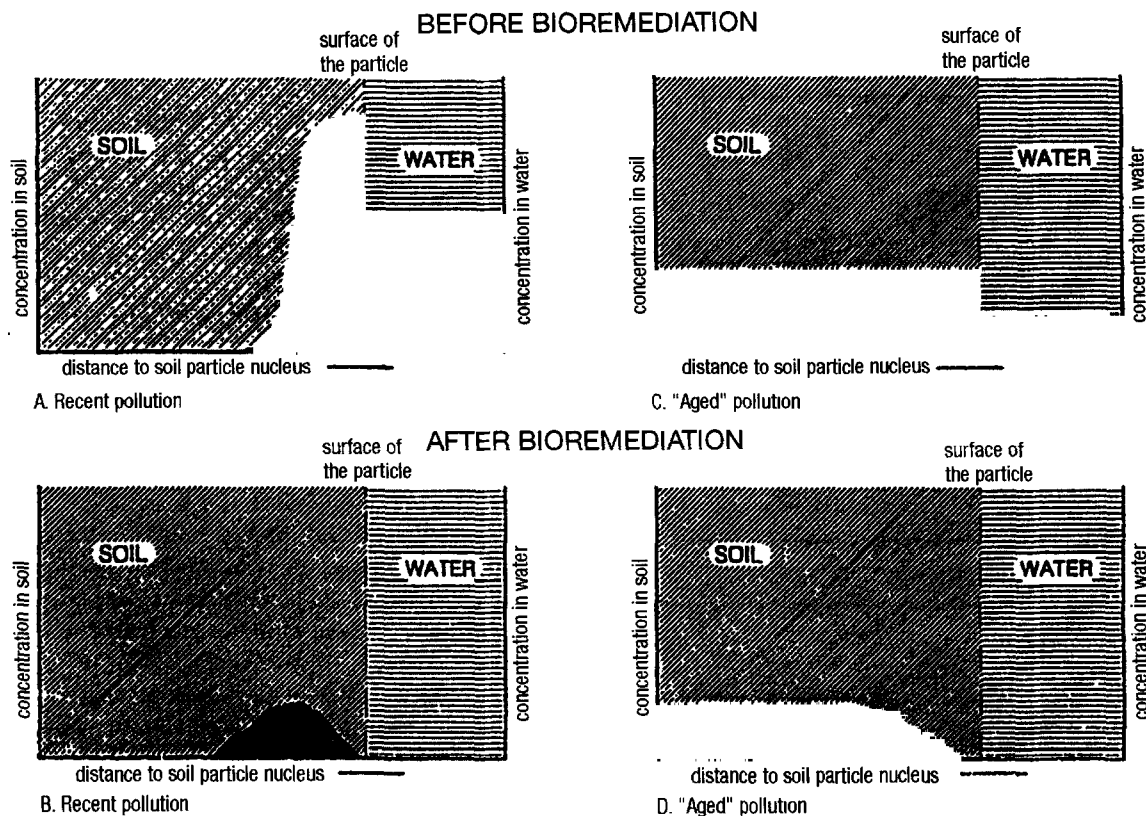 BEFORE BIOREMEDIATION
surface of
the particle
concentration in soil
SOIL
WATER
concentration in water
distance to soil particle nucleus
A. Recent pollution
surface of
the particle
concentration in soil
SOIL
WATER
concentration in water
distance to soil particle nucleus
C. "Aged" pollution
AFTER BIOREMEDIATION
surface of
the particle
concentration in soil
SOIL
WATER
concentration in water
distance to soil particle nucleus
B. Recent pollution
surface of
the particle
concentration in soil
SOIL
WATER
concentration in water
distance to soil particle nucleus
D. "Aged" pollution